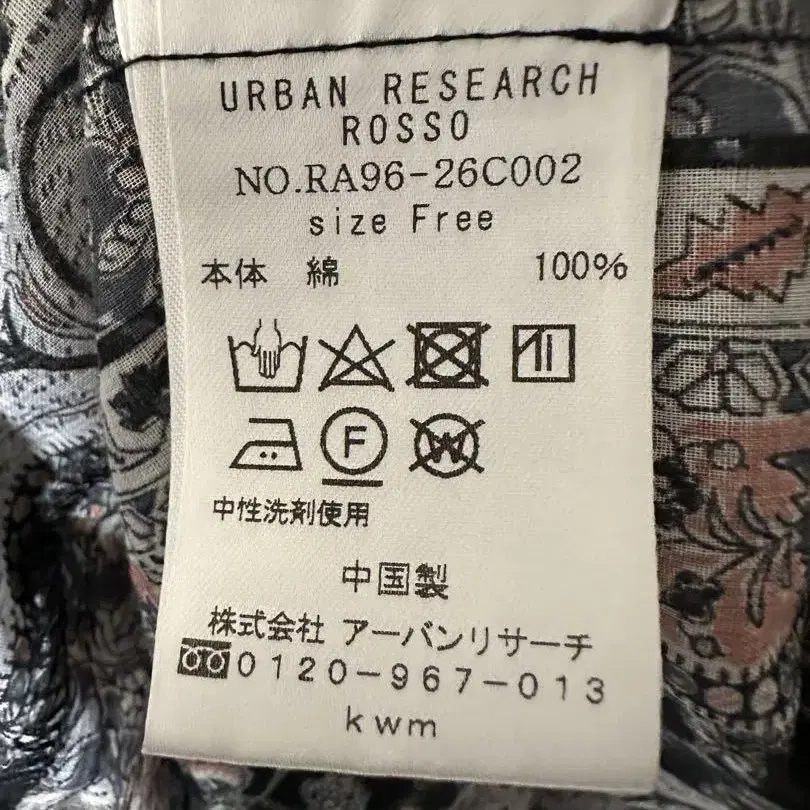 URBAN RESEARCH
ROSSO
NO.RA96-26C002
size Free
本体 綿 100%
F W
中性洗剤使用
中国製
株式会社 アーバンリサーチ
0120-967-013
kwm